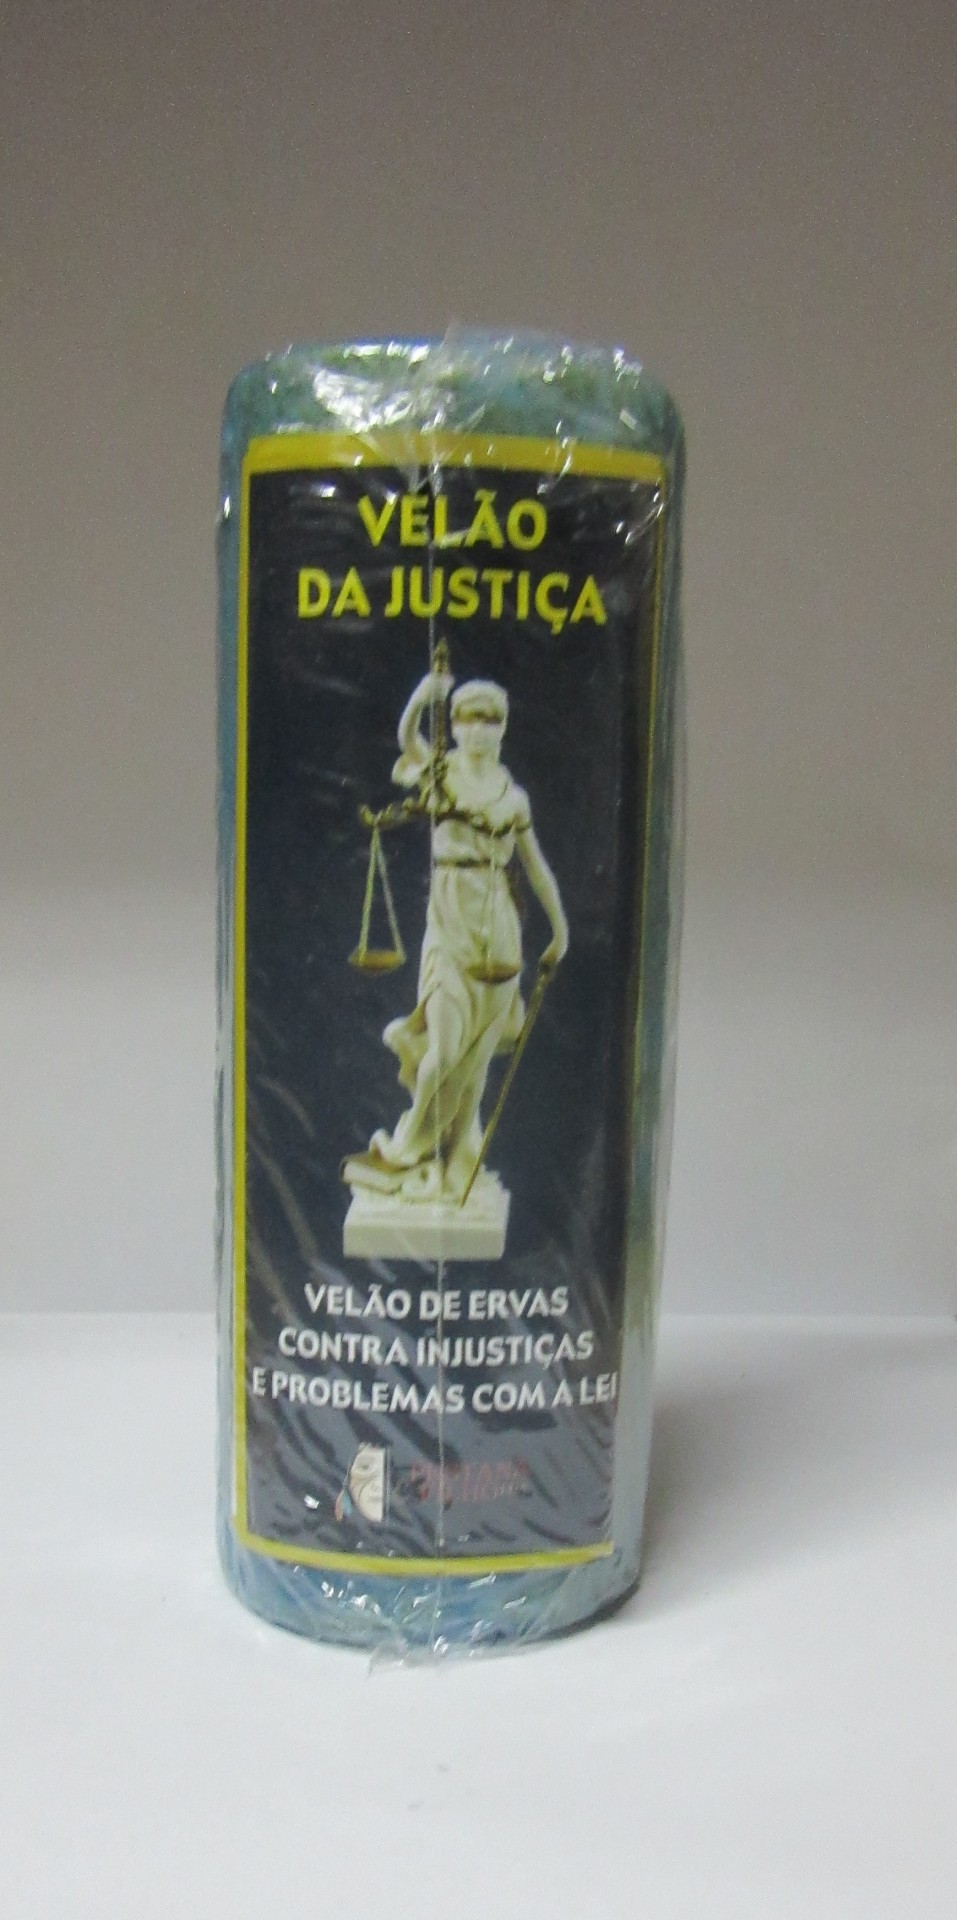 VELÃO
DA JUSTIÇA
VELÃO DE ERVAS
CONTRA INJUSTIÇAS
E PROBLEMAS COM A LEI